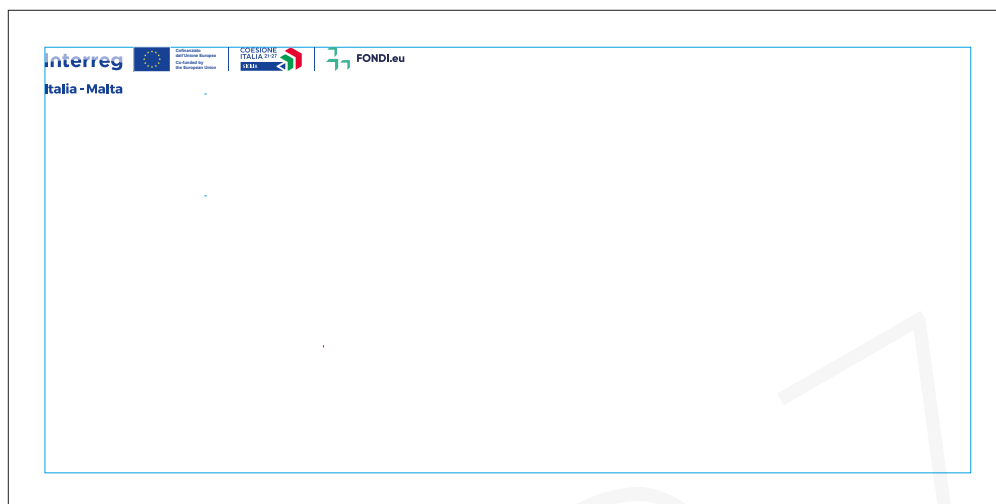 Interreg
Cofinanziato
dall'Unione Europea
Co-funded by
the European Union
COESIONE
ITALIA 21-27
SICILIA
FONDI.eu
Italia - Malta